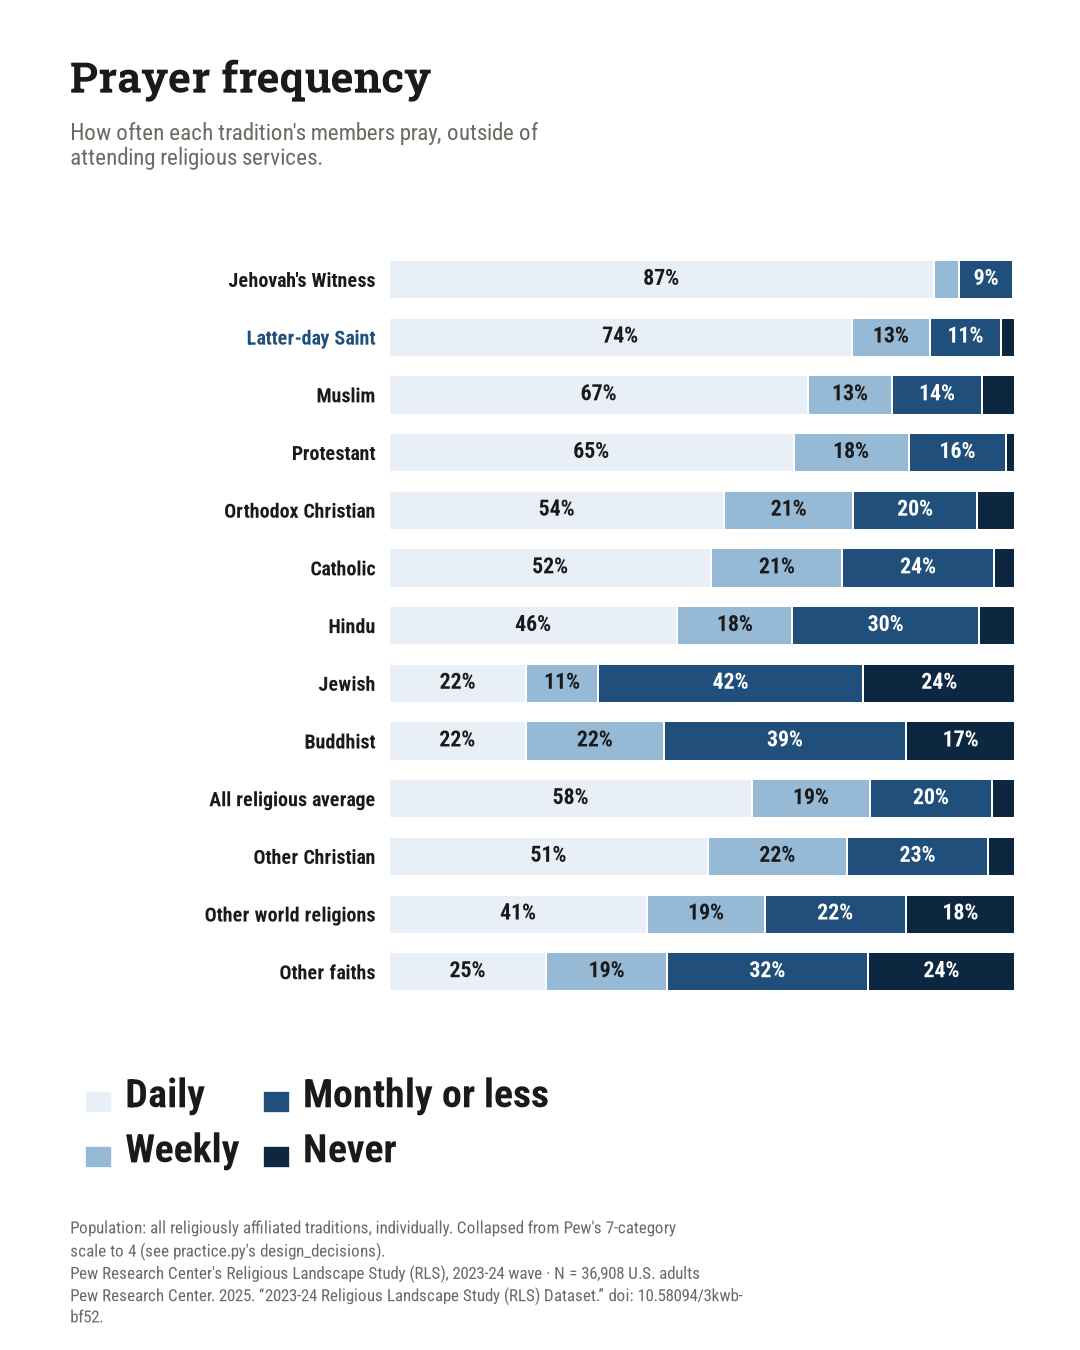 Prayer frequency
How often each tradition's members pray, outside of
attending religious services.
Jehovah's Witness 87% 9%
Latter-day Saint 74% 13% 11%
Muslim 67% 13% 14%
Protestant 65% 18% 16%
Orthodox Christian 54% 21% 20%
Catholic 52% 21% 24%
Hindu 46% 18% 30%
Jewish 22% 11% 42% 24%
Buddhist 22% 22% 39% 17%
All religious average 58% 19% 20%
Other Christian 51% 22% 23%
Other world religions 41% 19% 22% 18%
Other faiths 25% 19% 32% 24%
Daily Monthly or less
Weekly Never
Population: all religiously affiliated traditions, individually. Collapsed from Pew's 7-category
scale to 4 (see practice.py's design_decisions).
Pew Research Center's Religious Landscape Study (RLS), 2023-24 wave · N = 36,908 U.S. adults
Pew Research Center. 2025. “2023-24 Religious Landscape Study (RLS) Dataset.” doi: 10.58094/3kwb-
bf52.